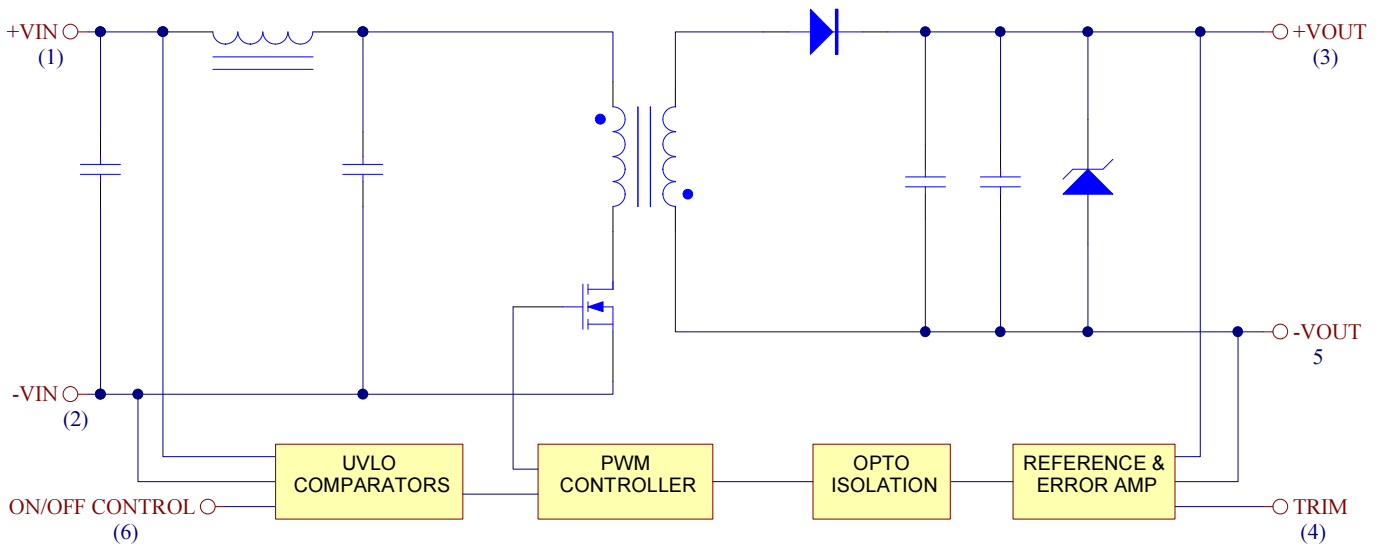 +VIN
(1)
+VOUT
(3)
-VIN
(2)
-VOUT
5
UVLO
COMPARATORS
PWM
CONTROLLER
OPTO
ISOLATION
REFERENCE &
ERROR AMP
ON/OFF CONTROL
(6)
TRIM
(4)